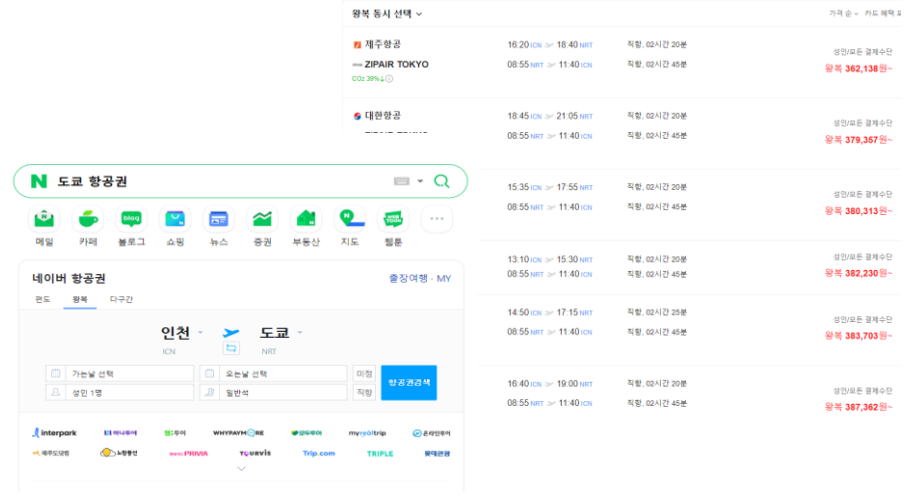 왕복 동시 선택
가격 순 카드 혜택
제주항공 16:20 ICN 18:40 NRT 직항, 02시간 20분 성인/모든 결제수단
ZIPAIR TOKYO 08:55 NRT 11:40 ICN 직항, 02시간 45분 왕복 362,138원~
CO2 39%
대한항공 18:45 ICN 21:05 NRT 직항, 02시간 20분 성인/모든 결제수단
08:55 NRT 11:40 ICN 직항, 02시간 45분 왕복 379,357원~
15:35 ICN 17:55 NRT 직항, 02시간 20분 성인/모든 결제수단
08:55 NRT 11:40 ICN 직항, 02시간 45분 왕복 380,313원~
13:10 ICN 15:30 NRT 직항, 02시간 20분 성인/모든 결제수단
08:55 NRT 11:40 ICN 직항, 02시간 45분 왕복 382,230원~
14:50 ICN 17:15 NRT 직항, 02시간 25분 성인/모든 결제수단
08:55 NRT 11:40 ICN 직항, 02시간 45분 왕복 383,703원~
16:40 ICN 19:00 NRT 직항, 02시간 20분 성인/모든 결제수단
08:55 NRT 11:40 ICN 직항, 02시간 45분 왕복 387,362원~
N 도쿄 항공권
메일 카페 블로그 쇼핑 뉴스 증권 부동산 지도 웹툰
네이버 항공권 출장여행 · MY
편도 왕복 다구간
인천 도쿄
ICN NRT
가는날 선택 오는날 선택 미정
성인 1명 일반석 직항
항공권검색
interpark 하나투어 웹투어 WHYPAYMORE 모두투어 myrealtrip 온라인투어
제주도닷컴 노랑풍선 PRIVIA TOURVIS Trip.com TRIPLE 롯데관광